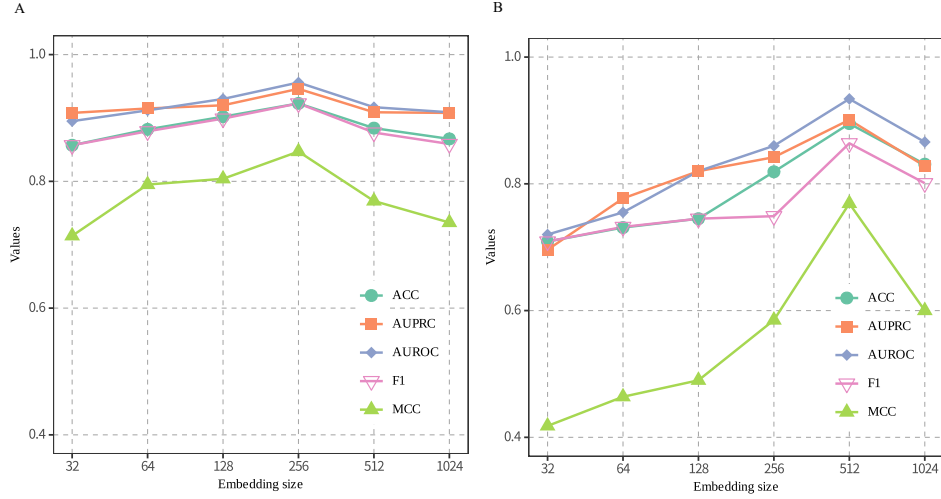 A
1.0
0.8
0.6
0.4
Values
32 64 128 256 512 1024
Embedding size
ACC
AUPRC
AUROC
F1
MCC
B
1.0
0.8
0.6
0.4
Values
32 64 128 256 512 1024
Embedding size
ACC
AUPRC
AUROC
F1
MCC